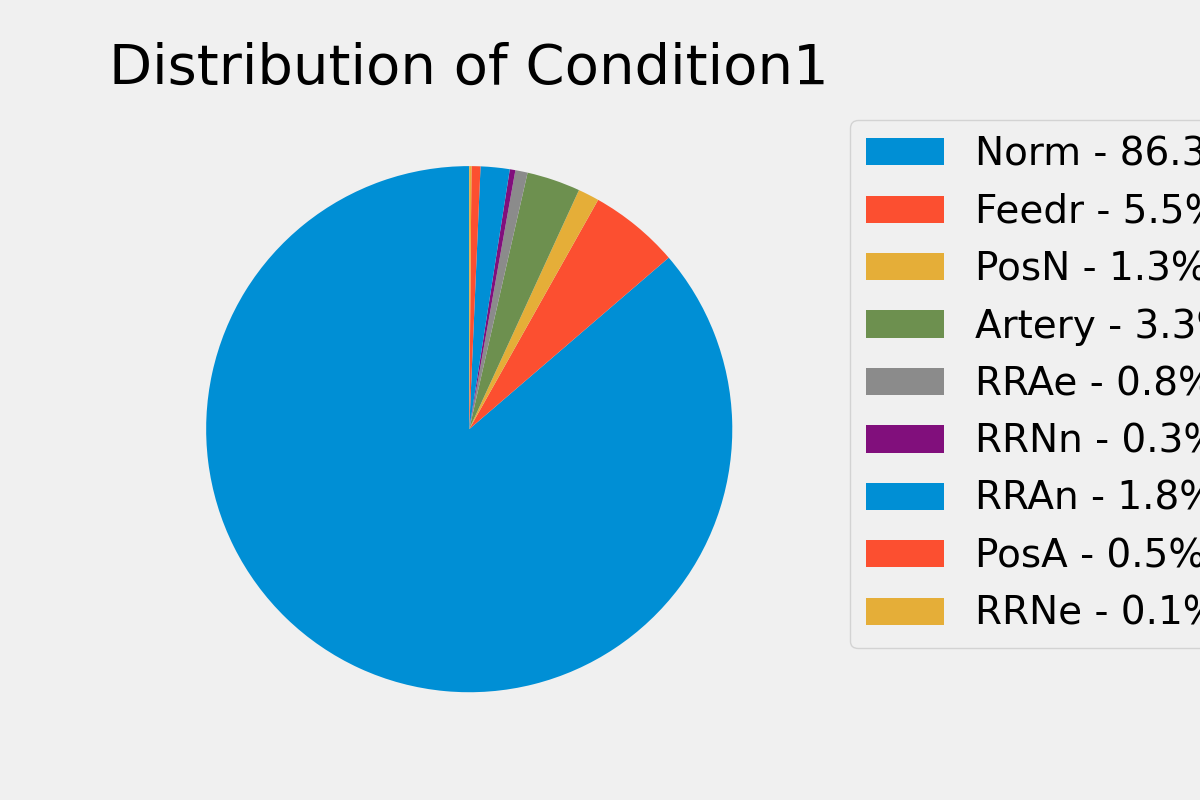 Distribution of Condition1
Norm - 86.3
Feedr - 5.5%
PosN - 1.3%
Artery - 3.3%
RRAe - 0.8%
RRNn - 0.3%
RRAn - 1.8%
PosA - 0.5%
RRNe - 0.1%